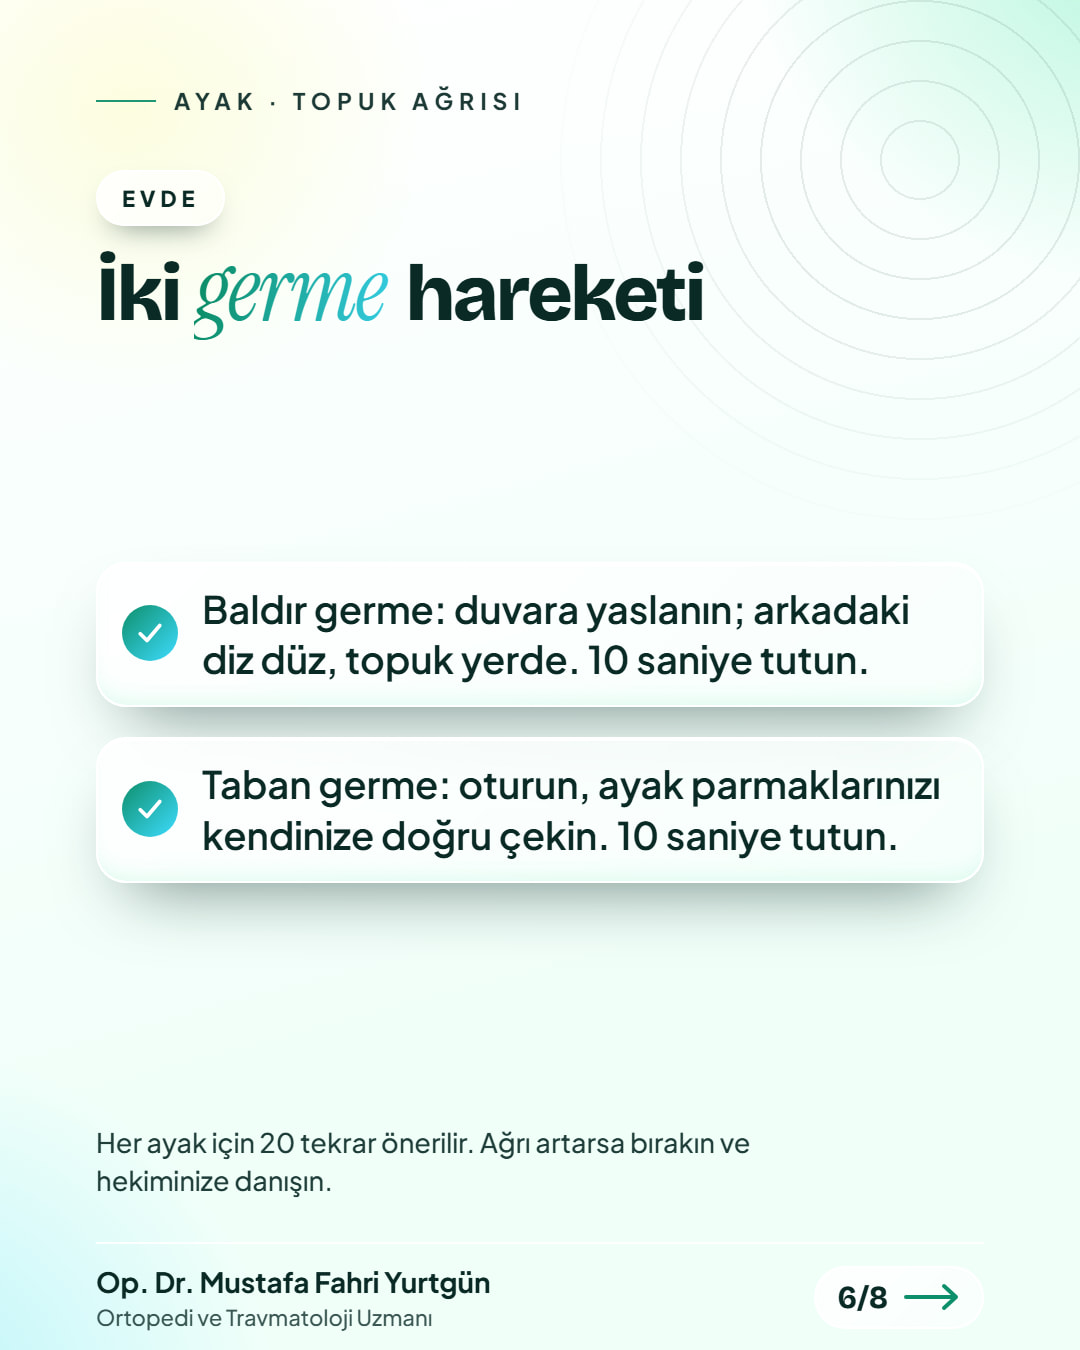 AYAK · TOPUK AĞRISI
EVDE
İki germe hareketi
Baldır germe: duvara yaslanın; arkadaki
diz düz, topuk yerde. 10 saniye tutun.
Taban germe: oturun, ayak parmaklarınızı
kendinize doğru çekin. 10 saniye tutun.
Her ayak için 20 tekrar önerilir. Ağrı artarsa bırakın ve
hekiminize danışın.
Op. Dr. Mustafa Fahri Yurtgün
Ortopedi ve Travmatoloji Uzmanı
6/8